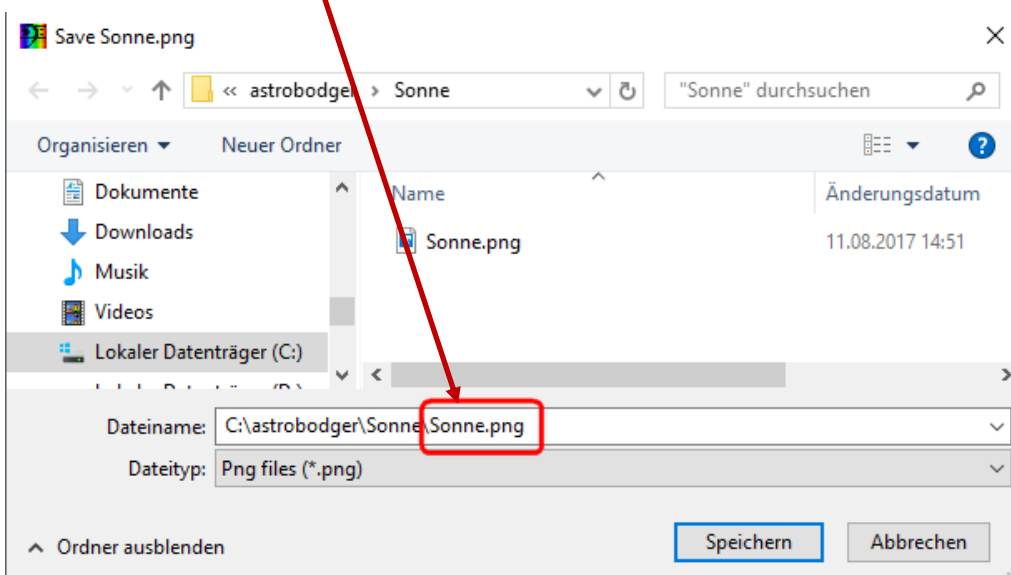 Save Sonne.png
« astrobodger > Sonne "Sonne" durchsuchen
Organisieren Neuer Ordner ?
Dokumente
Name Änderungsdatum
Downloads
Sonne.png 11.08.2017 14:51
Musik
Videos
Lokaler Datenträger (C:)
Dateiname: C:\astrobodger\Sonne\Sonne.png
Dateityp: Png files (*.png)
Ordner ausblenden Speichern Abbrechen